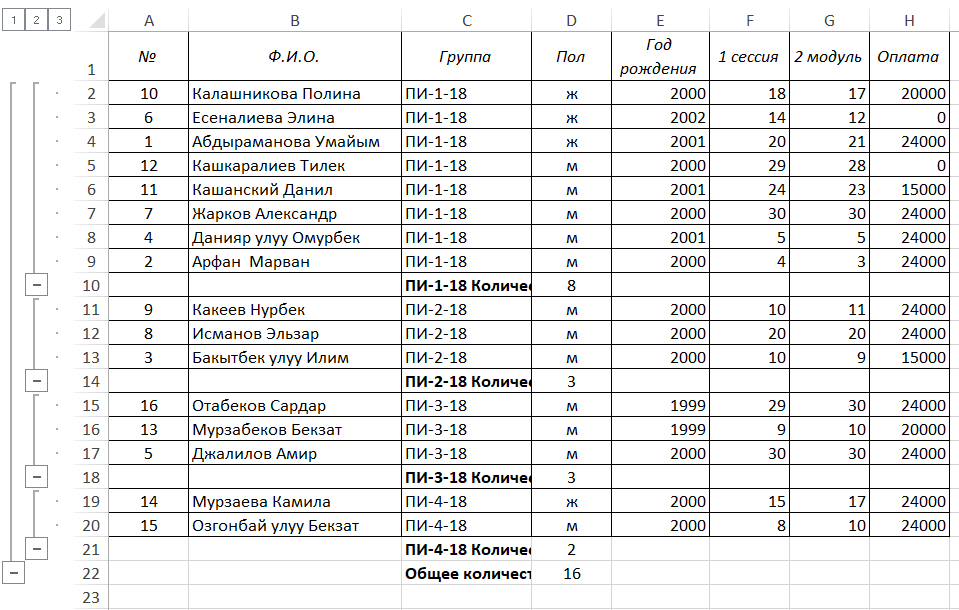 1 2 3 A B C D E F G H
1 № Ф.И.О. Группа Пол Год рождения 1 сессия 2 модуль Оплата
2 10 Калашникова Полина ПИ-1-18 ж 2000 18 17 20000
3 6 Есеналиева Элина ПИ-1-18 ж 2002 14 12 0
4 1 Абдыраманова Умайым ПИ-1-18 ж 2001 20 21 24000
5 12 Кашкаралиев Тилек ПИ-1-18 м 2000 29 28 0
6 11 Кашанский Данил ПИ-1-18 м 2001 24 23 15000
7 7 Жарков Александр ПИ-1-18 м 2000 30 30 24000
8 4 Данияр улуу Омурбек ПИ-1-18 м 2001 5 5 24000
9 2 Арфан Марван ПИ-1-18 м 2000 4 3 24000
10 ПИ-1-18 Количес 8
11 9 Какеев Нурбек ПИ-2-18 м 2000 10 11 24000
12 8 Исманов Эльзар ПИ-2-18 м 2000 20 20 24000
13 3 Бакытбек улуу Илим ПИ-2-18 м 2000 10 9 15000
14 ПИ-2-18 Количес 3
15 16 Отабеков Сардар ПИ-3-18 м 1999 29 30 24000
16 13 Мурзабеков Бекзат ПИ-3-18 м 1999 9 10 20000
17 5 Джалилов Амир ПИ-3-18 м 2000 30 30 24000
18 ПИ-3-18 Количес 3
19 14 Мурзаева Камила ПИ-4-18 ж 2000 15 17 24000
20 15 Озгонбай улуу Бекзат ПИ-4-18 м 2000 8 10 24000
21 ПИ-4-18 Количес 2
22 Общее количест 16
23